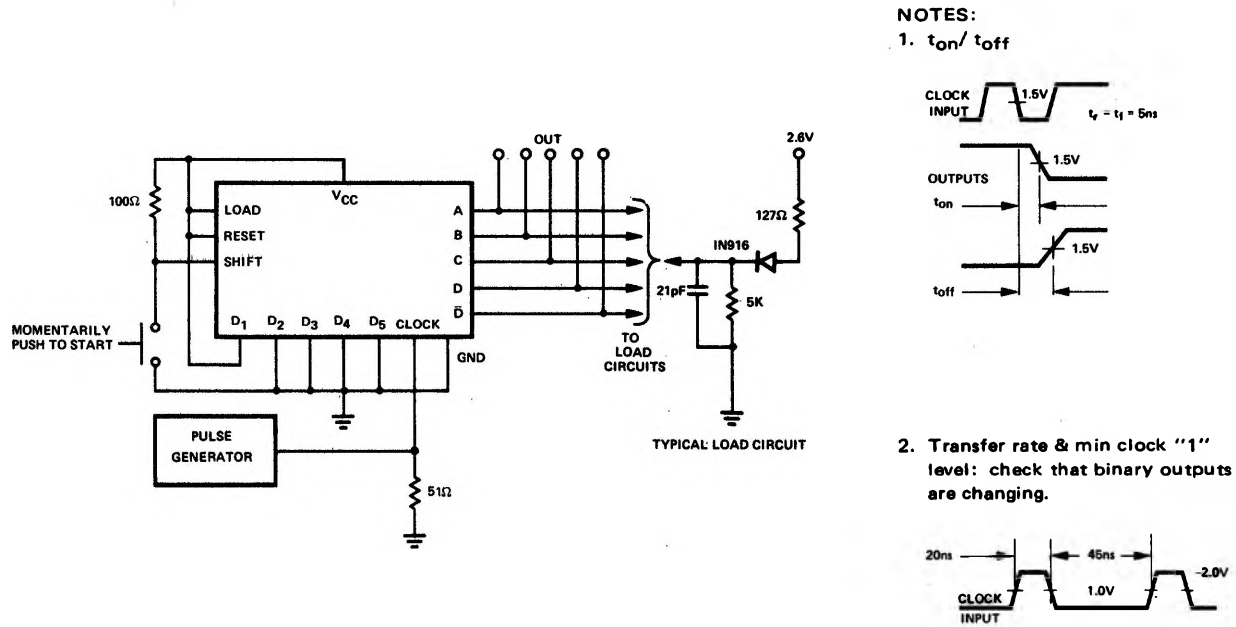 NOTES:
1. ton/ toff
CLOCK
INPUT
1.5V
tr = tf = 5ns
OUTPUTS
1.5V
ton
1.5V
toff
OUT
2.6V
100Ω
VCC
LOAD
RESET
SHIFT
A
B
C
D
D̅
D1 D2 D3 D4 D5 CLOCK
GND
MOMENTARILY
PUSH TO START
127Ω
IN916
21pF
5K
TO
LOAD
CIRCUITS
TYPICAL LOAD CIRCUIT
PULSE
GENERATOR
51Ω
2. Transfer rate & min clock "1"
level: check that binary outputs
are changing.
20ns
45ns
-2.0V
1.0V
CLOCK
INPUT